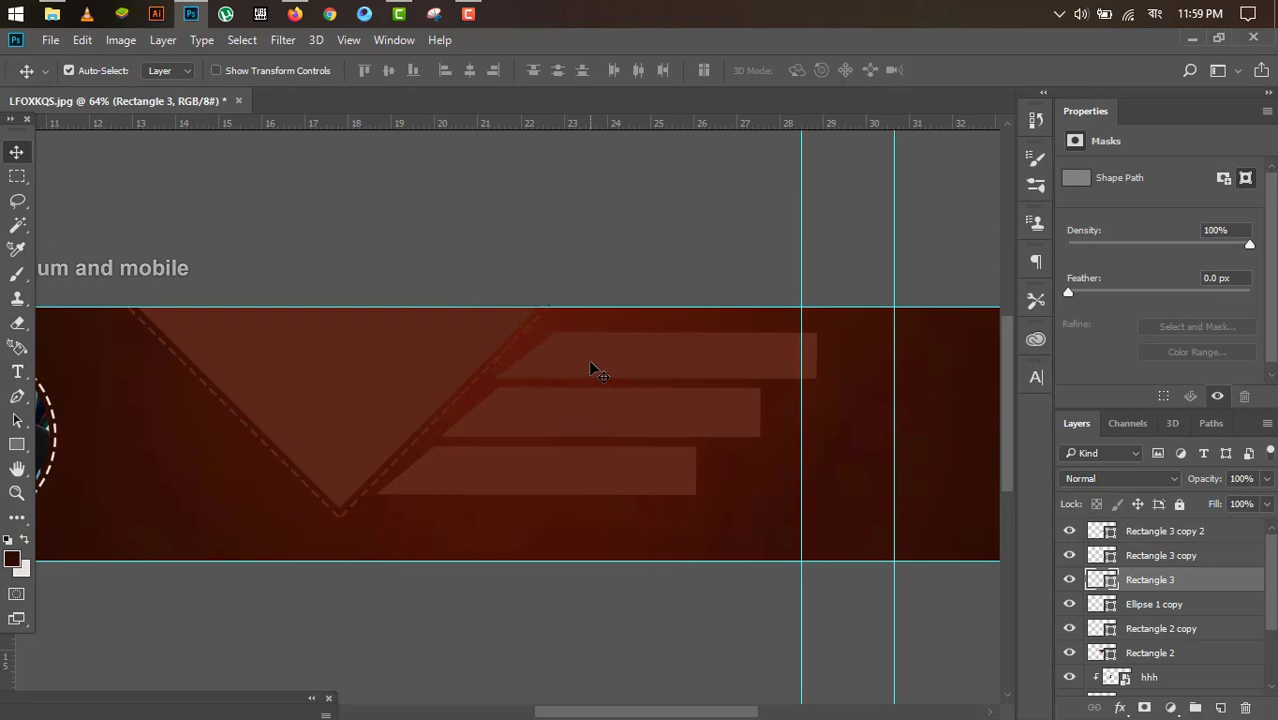 বাং 11:59 PM
Ps File Edit Image Layer Type Select Filter 3D View Window Help
Auto-Select: Layer Show Transform Controls 3D Mode:
LFOXKQS.jpg @ 64% (Rectangle 3, RGB/8#) * ×
11 12 13 14 15 16 17 18 19 20 21 22 23 24 25 26 27 28 29 30 31 32
um and mobile
1
5
Properties
Masks
Shape Path
Density: 100%
Feather: 0.0 px
Refine: Select and Mask...
Color Range...
Layers Channels 3D Paths
Kind
Normal Opacity: 100%
Lock: Fill: 100%
Rectangle 3 copy 2
Rectangle 3 copy
Rectangle 3
Ellipse 1 copy
Rectangle 2 copy
Rectangle 2
hhh